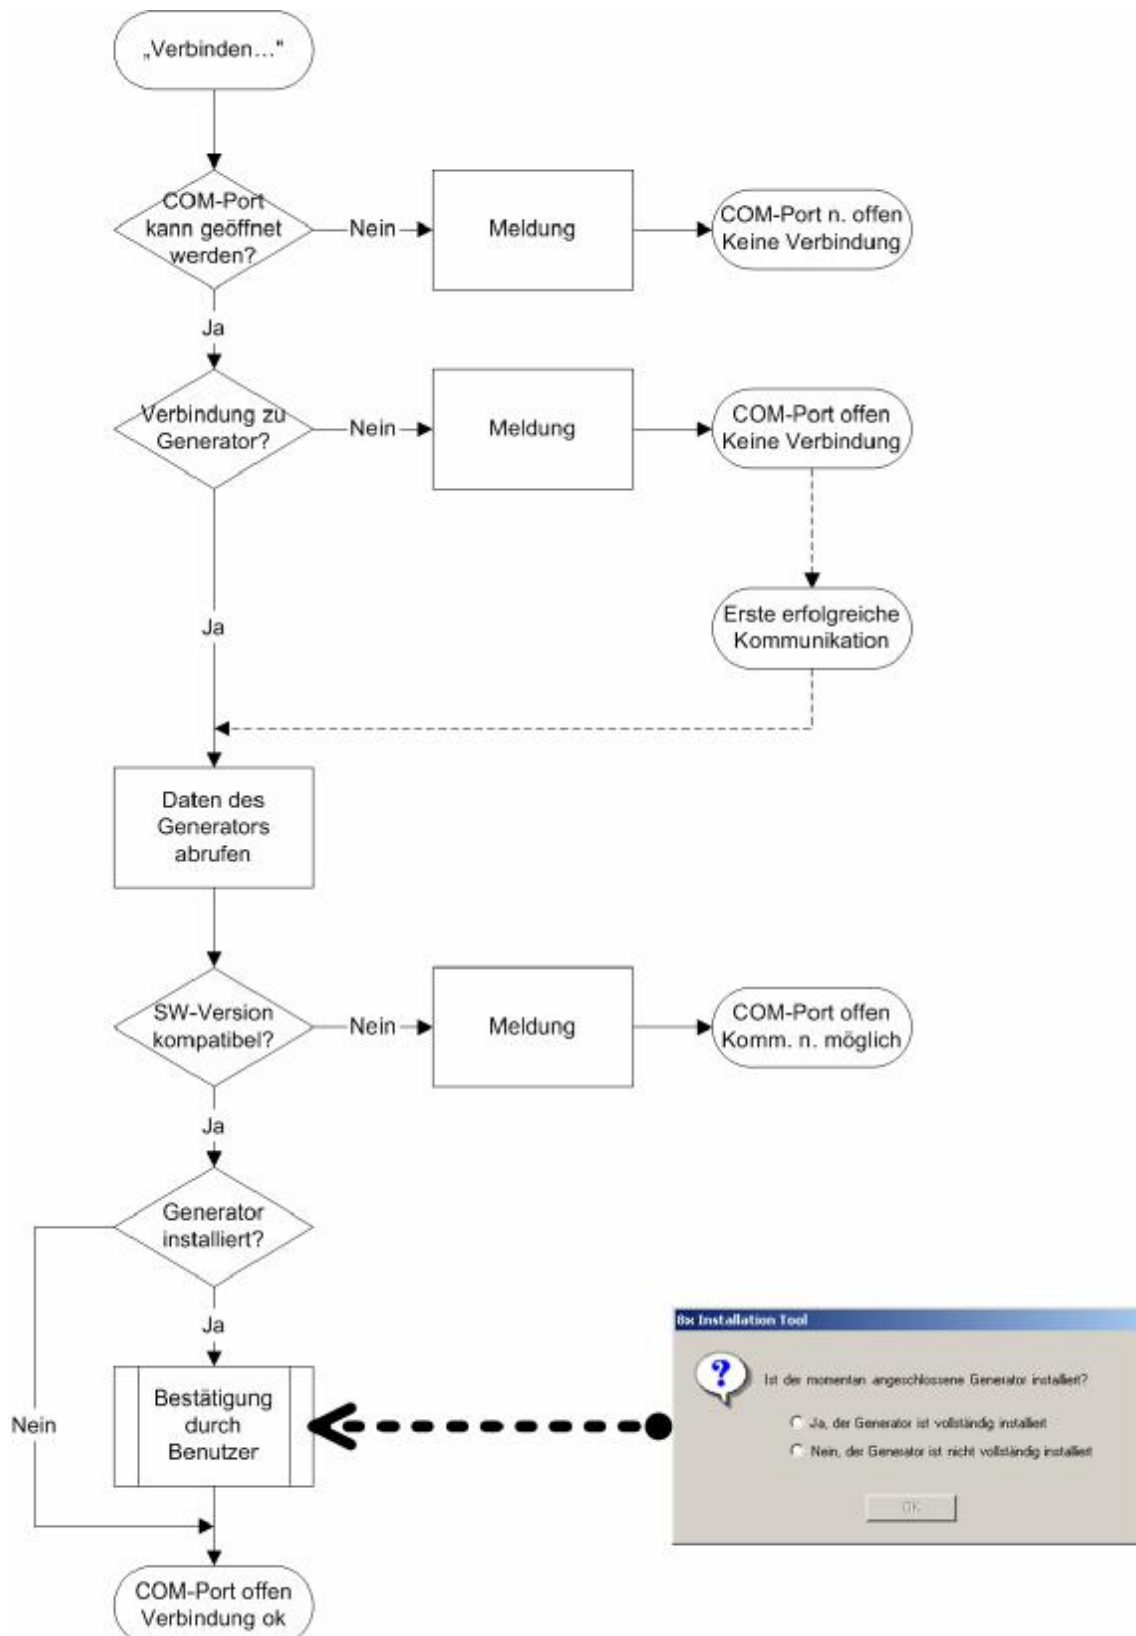 „Verbinden…"
COM-Port
kann geöffnet
werden?
Nein
Meldung
COM-Port n. offen
Keine Verbindung
Ja
Verbindung zu
Generator?
Nein
Meldung
COM-Port offen
Keine Verbindung
Ja
Erste erfolgreiche
Kommunikation
Daten des
Generators
abrufen
SW-Version
kompatibel?
Nein
Meldung
COM-Port offen
Komm. n. möglich
Ja
Generator
installiert?
Ja
8x Installation Tool
Ist der momentan angeschlossene Generator installiert?
Ja, der Generator ist vollständig installiert
Nein, der Generator ist nicht vollständig installiert
OK
Nein
Bestätigung
durch
Benutzer
COM-Port offen
Verbindung ok